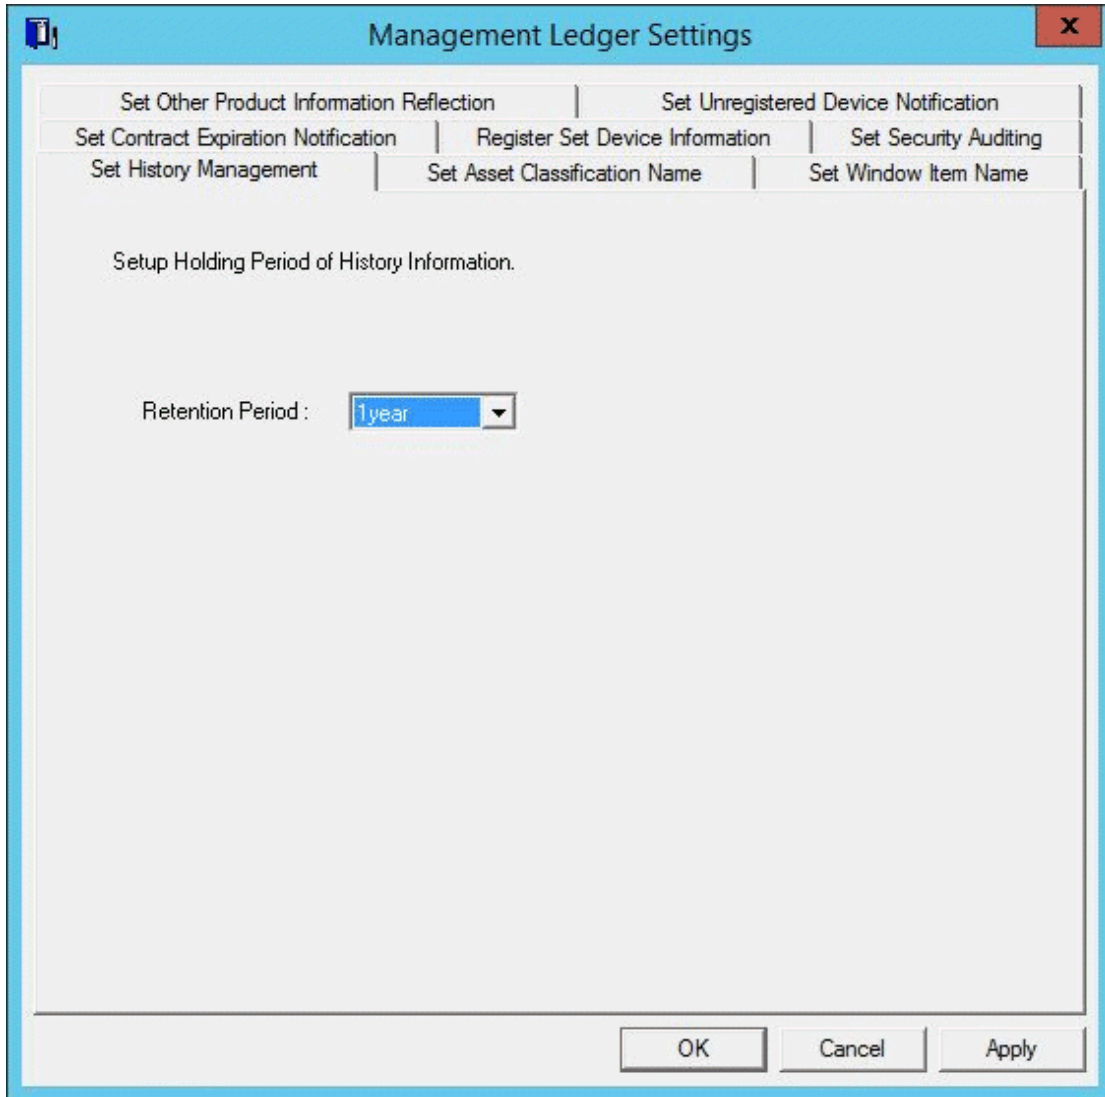 Management Ledger Settings
x
Set Other Product Information Reflection
Set Unregistered Device Notification
Set Contract Expiration Notification
Register Set Device Information
Set Security Auditing
Set History Management
Set Asset Classification Name
Set Window Item Name
Setup Holding Period of History Information.
Retention Period :
1year
OK
Cancel
Apply